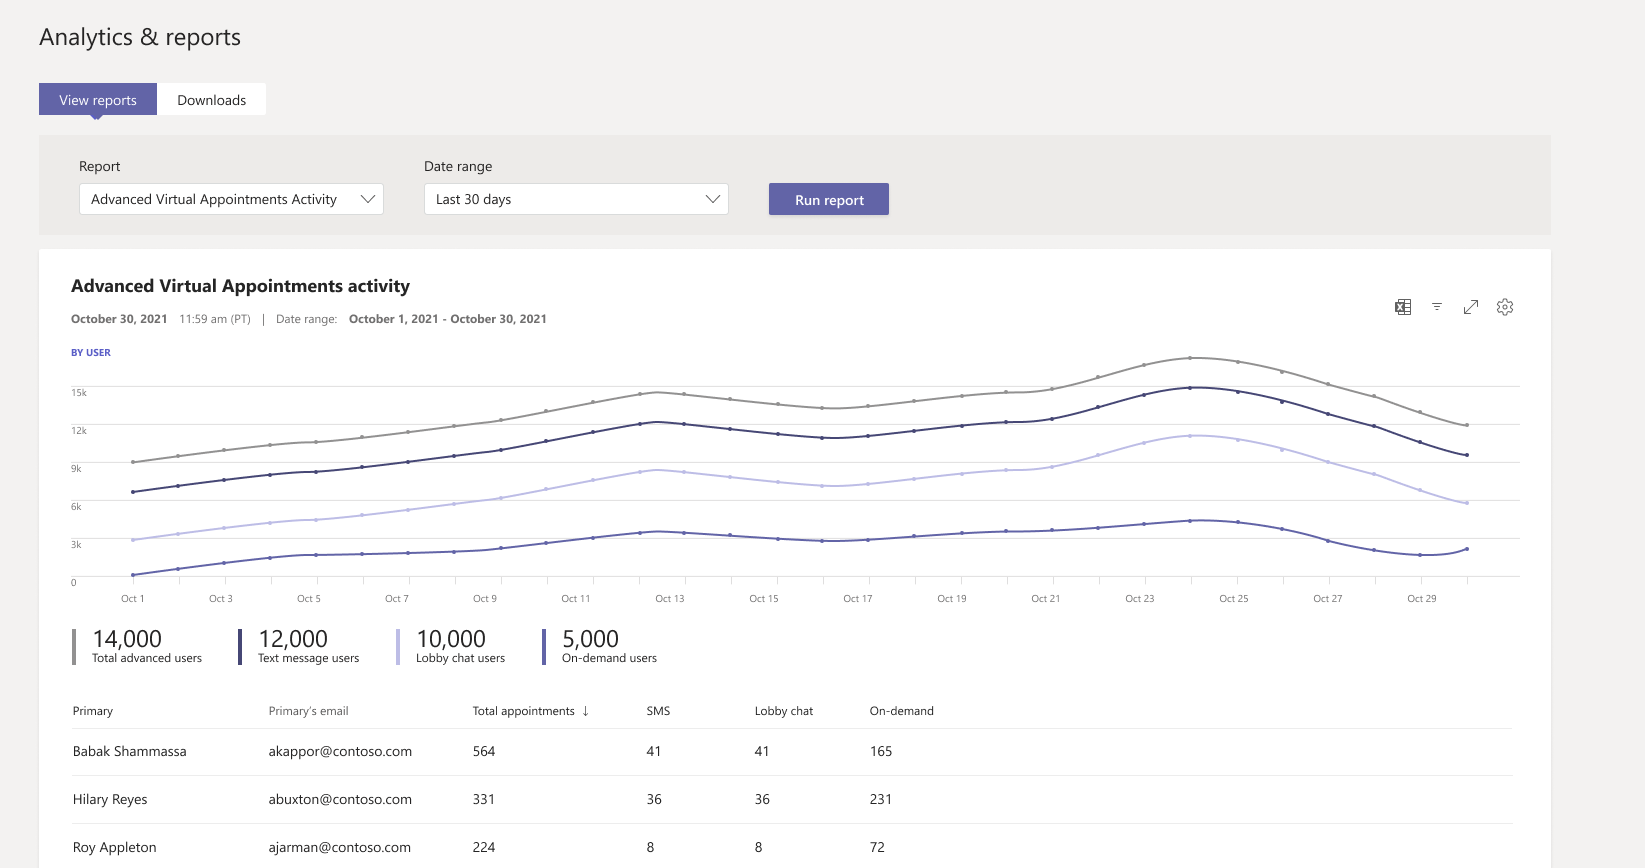 Analytics & reports
View reports Downloads
Report Date range
Advanced Virtual Appointments Activity Last 30 days Run report
Advanced Virtual Appointments activity
October 30, 2021 11:59 am (PT) | Date range: October 1, 2021 - October 30, 2021
BY USER
15k
12k
9k
6k
3k
0
Oct 1 Oct 3 Oct 5 Oct 7 Oct 9 Oct 11 Oct 13 Oct 15 Oct 17 Oct 19 Oct 21 Oct 23 Oct 25 Oct 27 Oct 29
14,000 12,000 10,000 5,000
Total advanced users Text message users Lobby chat users On-demand users
Primary Primary's email Total appointments ↓ SMS Lobby chat On-demand
Babak Shammassa akappor@contoso.com 564 41 41 165
Hilary Reyes abuxton@contoso.com 331 36 36 231
Roy Appleton ajarman@contoso.com 224 8 8 72